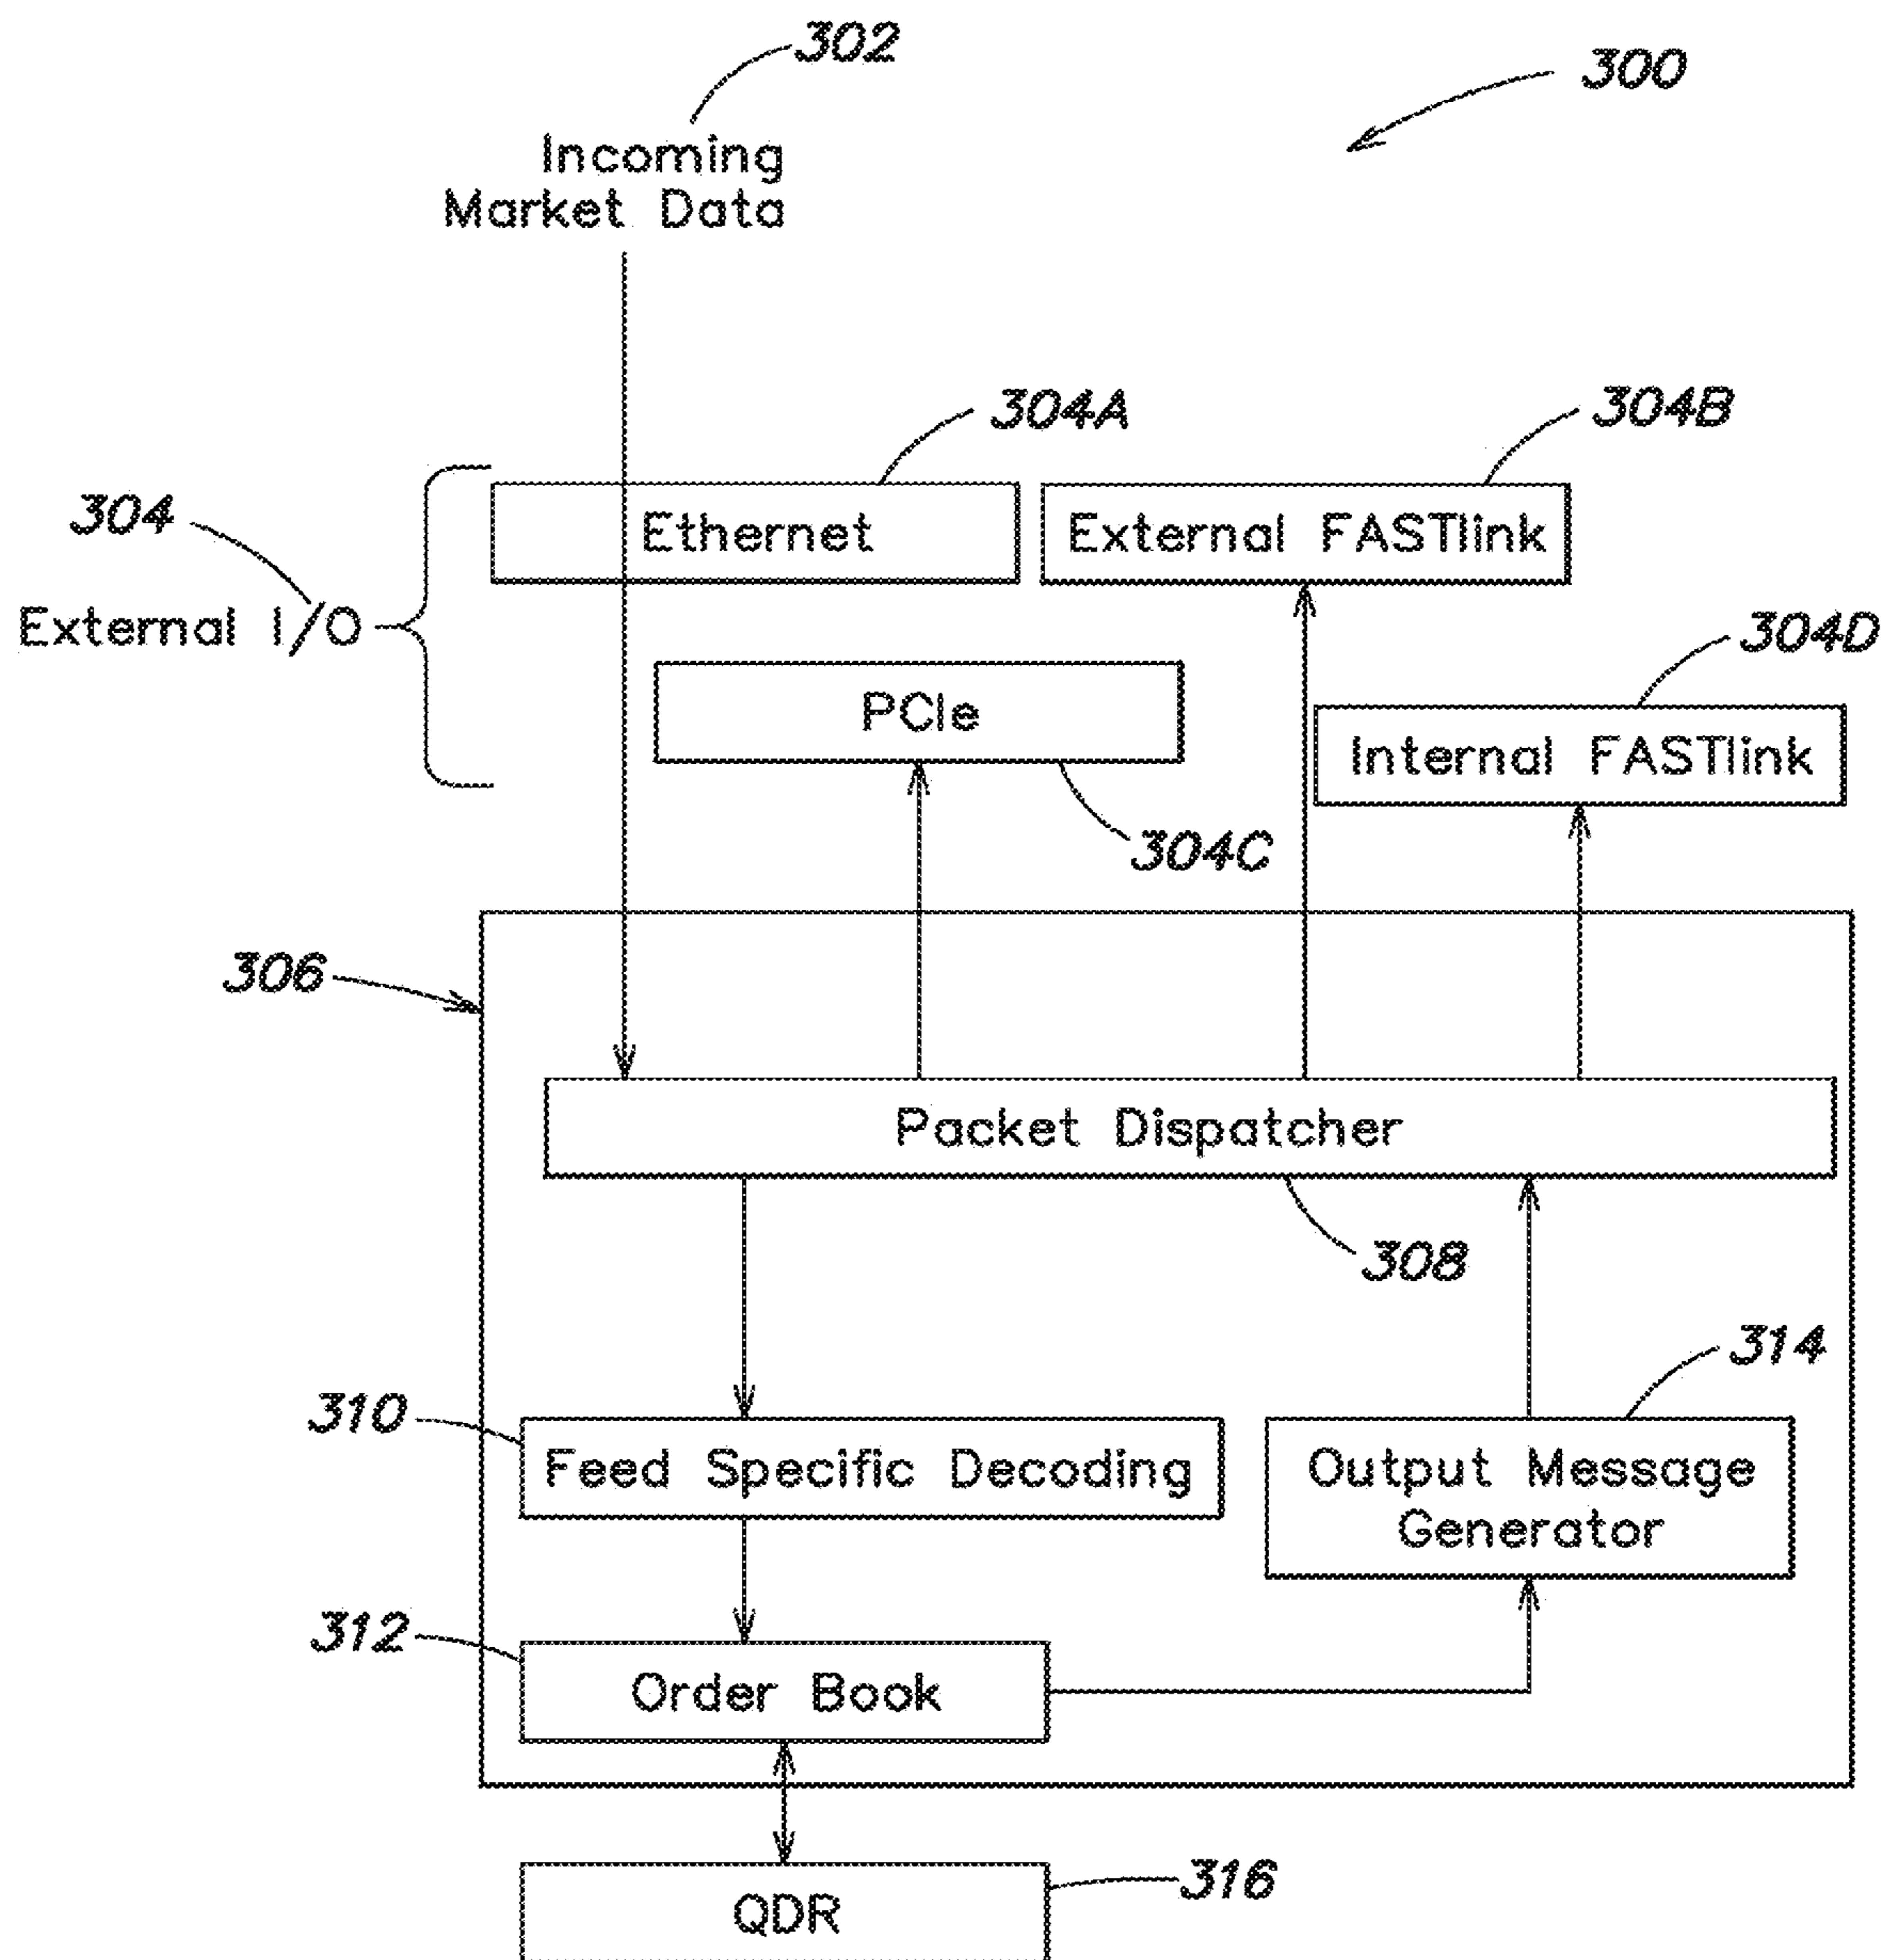 302
300
Incoming
Market Data
304A
304B
304
Ethernet
External FASTlink
External I/O
304D
PCIe
Internal FASTlink
304C
306
Packet Dispatcher
308
314
310
Feed Specific Decoding
Output Message
Generator
312
Order Book
316
QDR